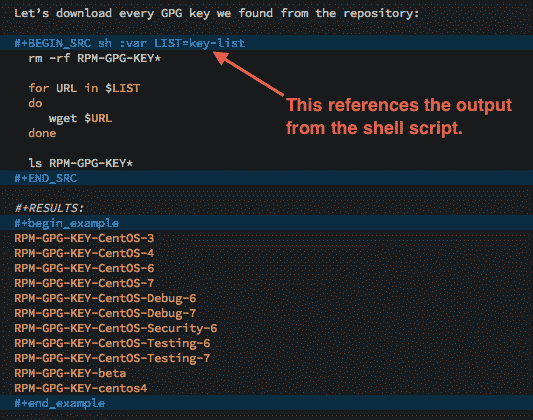 Let’s download every GPG key we found from the repository:
#+BEGIN_SRC sh :var LIST=key-list
rm -rf RPM-GPG-KEY*
for URL in $LIST
do
wget $URL
done
ls RPM-GPG-KEY*
#+END_SRC
This references the output
from the shell script.
#+RESULTS:
#+begin_example
RPM-GPG-KEY-CentOS-3
RPM-GPG-KEY-CentOS-4
RPM-GPG-KEY-CentOS-6
RPM-GPG-KEY-CentOS-7
RPM-GPG-KEY-CentOS-Debug-6
RPM-GPG-KEY-CentOS-Debug-7
RPM-GPG-KEY-CentOS-Security-6
RPM-GPG-KEY-CentOS-Testing-6
RPM-GPG-KEY-CentOS-Testing-7
RPM-GPG-KEY-beta
RPM-GPG-KEY-centos4
#+end_example